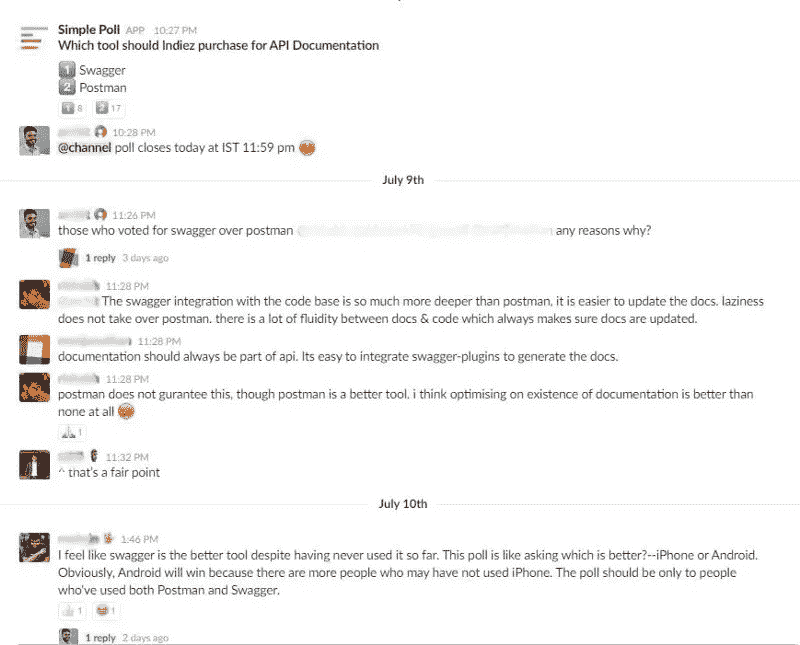 Simple Poll APP 10:27 PM
Which tool should Indiez purchase for API Documentation
1 Swagger
2 Postman
1 8 2 17
10:28 PM
@channel poll closes today at IST 11:59 pm
July 9th
11:26 PM
those who voted for swagger over postman any reasons why?
1 reply 3 days ago
11:28 PM
The swagger integration with the code base is so much more deeper than postman, it is easier to update the docs. laziness
does not take over postman. there is a lot of fluidity between docs & code which always makes sure docs are updated.
11:28 PM
documentation should always be part of api. Its easy to integrate swagger-plugins to generate the docs.
11:28 PM
postman does not gurantee this, though postman is a better tool, i think optimising on existence of documentation is better than
none at all
1
11:32 PM
^ that's a fair point
July 10th
1:46 PM
I feel like swagger is the better tool despite having never used it so far. This poll is like asking which is better?--iPhone or Android.
Obviously, Android will win because there are more people who may have not used iPhone. The poll should be only to people
who've used both Postman and Swagger.
1 1
1 reply 2 days ago